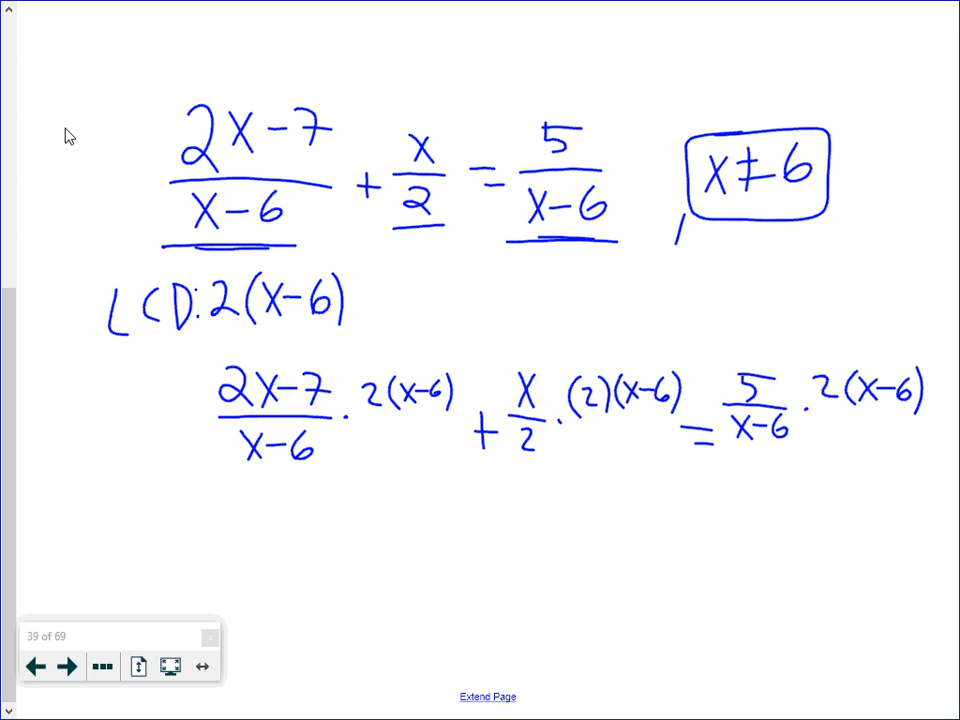 (2x-7)/(x-6) + x/2 = 5/(x-6) , x≠6
LCD: 2(x-6)
(2x-7)/(x-6) · 2(x-6) + x/2 · (2)(x-6) = 5/(x-6) · 2(x-6)
39 of 69
Extend Page